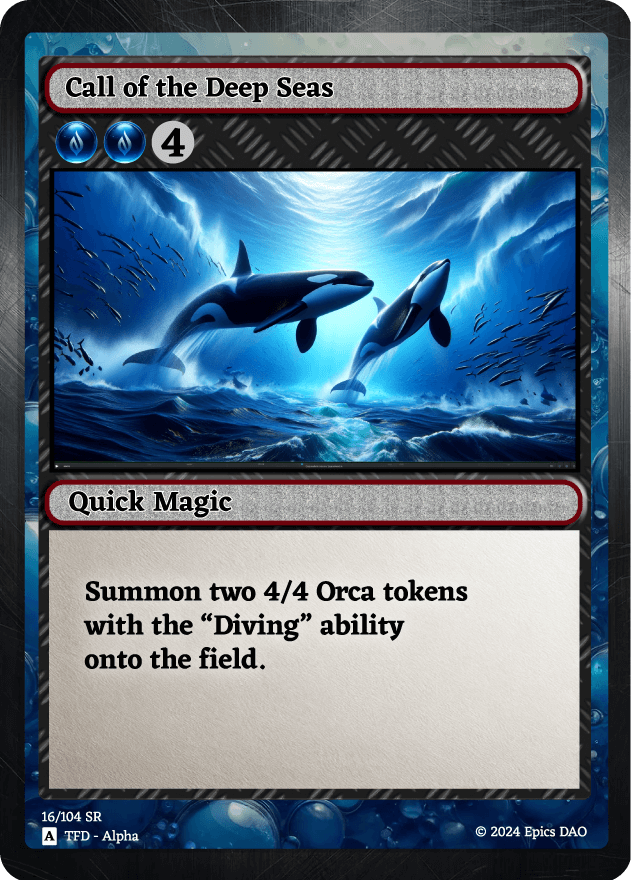 Call of the Deep Seas
4
Quick Magic
Summon two 4/4 Orca tokens
with the “Diving” ability
onto the field.
16/104 SR
A TFD - Alpha
© 2024 Epics DAO